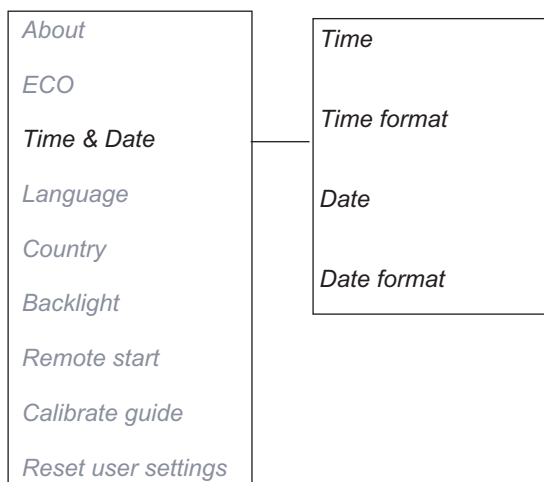 About
ECO
Time & Date
Language
Country
Backlight
Remote start
Calibrate guide
Reset user settings
Time
Time format
Date
Date format